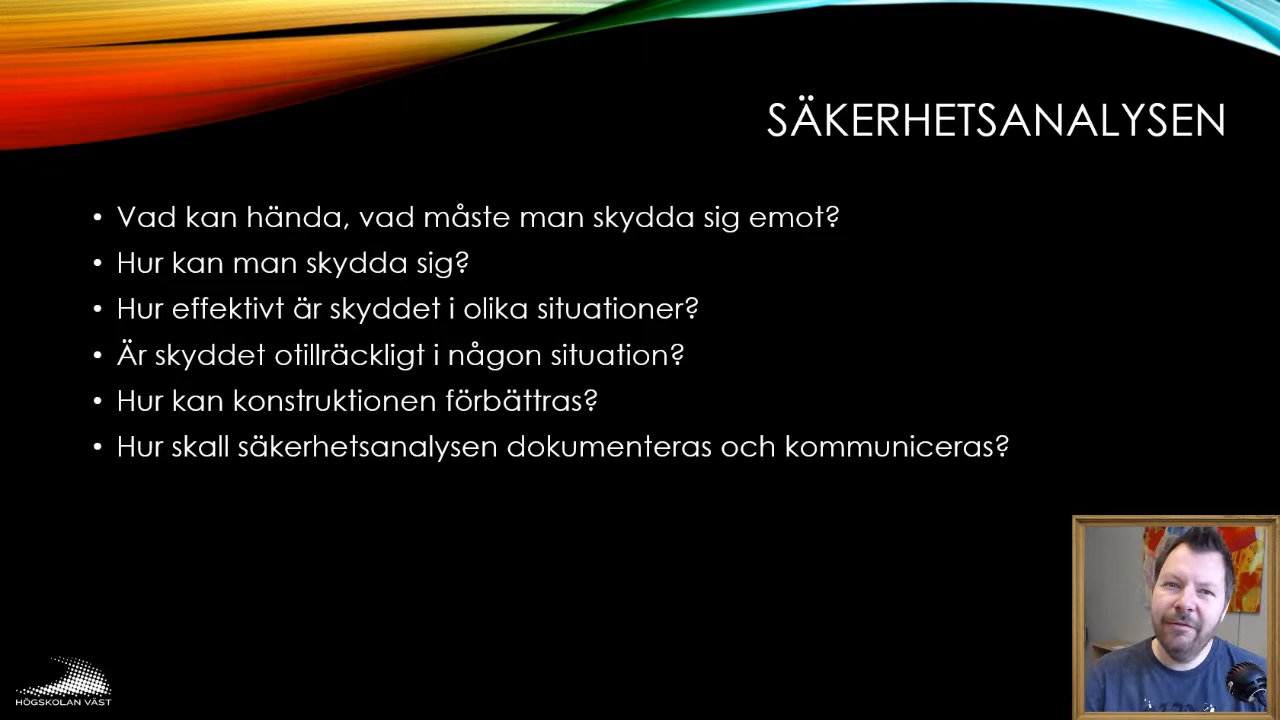 SÄKERHETSANALYSEN
• Vad kan hända, vad måste man skydda sig emot?
• Hur kan man skydda sig?
• Hur effektivt är skyddet i olika situationer?
• Är skyddet otillräckligt i någon situation?
• Hur kan konstruktionen förbättras?
• Hur skall säkerhetsanalysen dokumenteras och kommuniceras?
HÖGSKOLAN VÄST